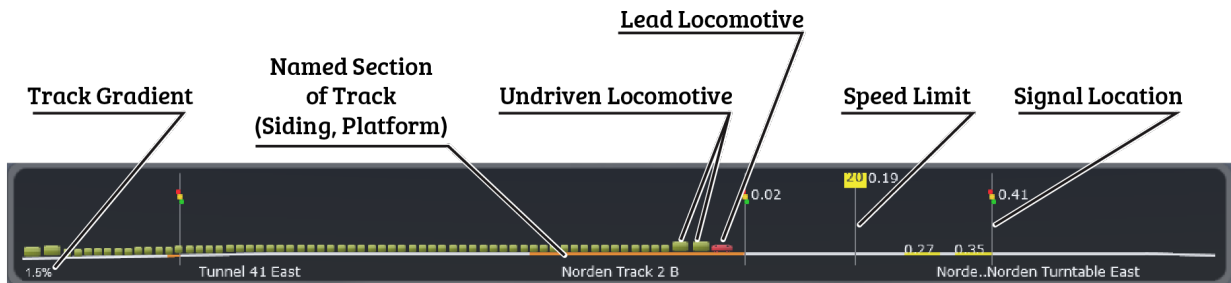 Lead Locomotive
Named Section
of Track
(Siding, Platform)
Track Gradient
Undriven Locomotive
Speed Limit
Signal Location
20 0.19
0.02
0.41
0.27
0.35
1.5%
Tunnel 41 East
Norden Track 2 B
Norde..Norden Turntable East